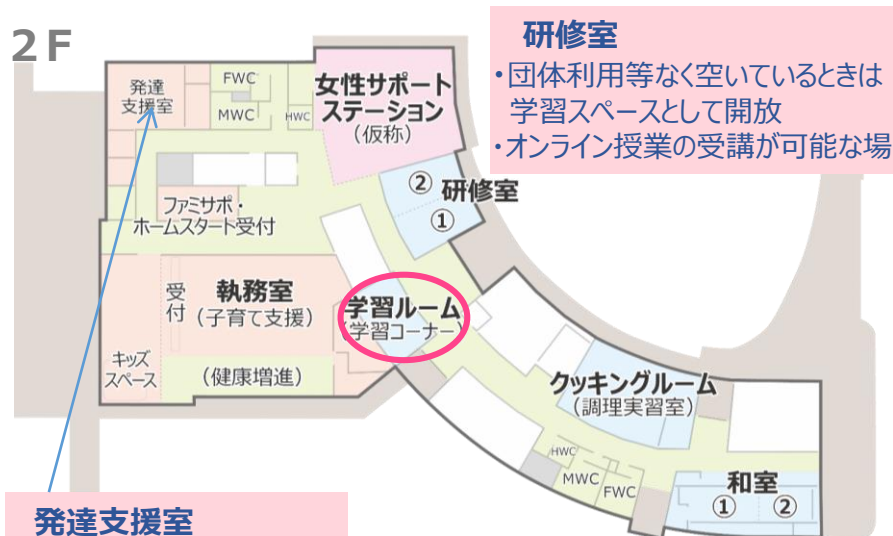 2F
研修室
・団体利用等なく空いているときは
学習スペースとして開放
・オンライン授業の受講が可能な場
発達
支援室
FWC
MWC
HWC
女性サポート
ステーション
(仮称)
② 研修室
①
ファミサポ・
ホームスタート受付
受付
執務室
(子育て支援)
学習ルーム
(学習コーナー)
キッズ
スペース
(健康増進)
クッキングルーム
(調理実習室)
HWC
MWC
FWC
和室
① ②
発達支援室